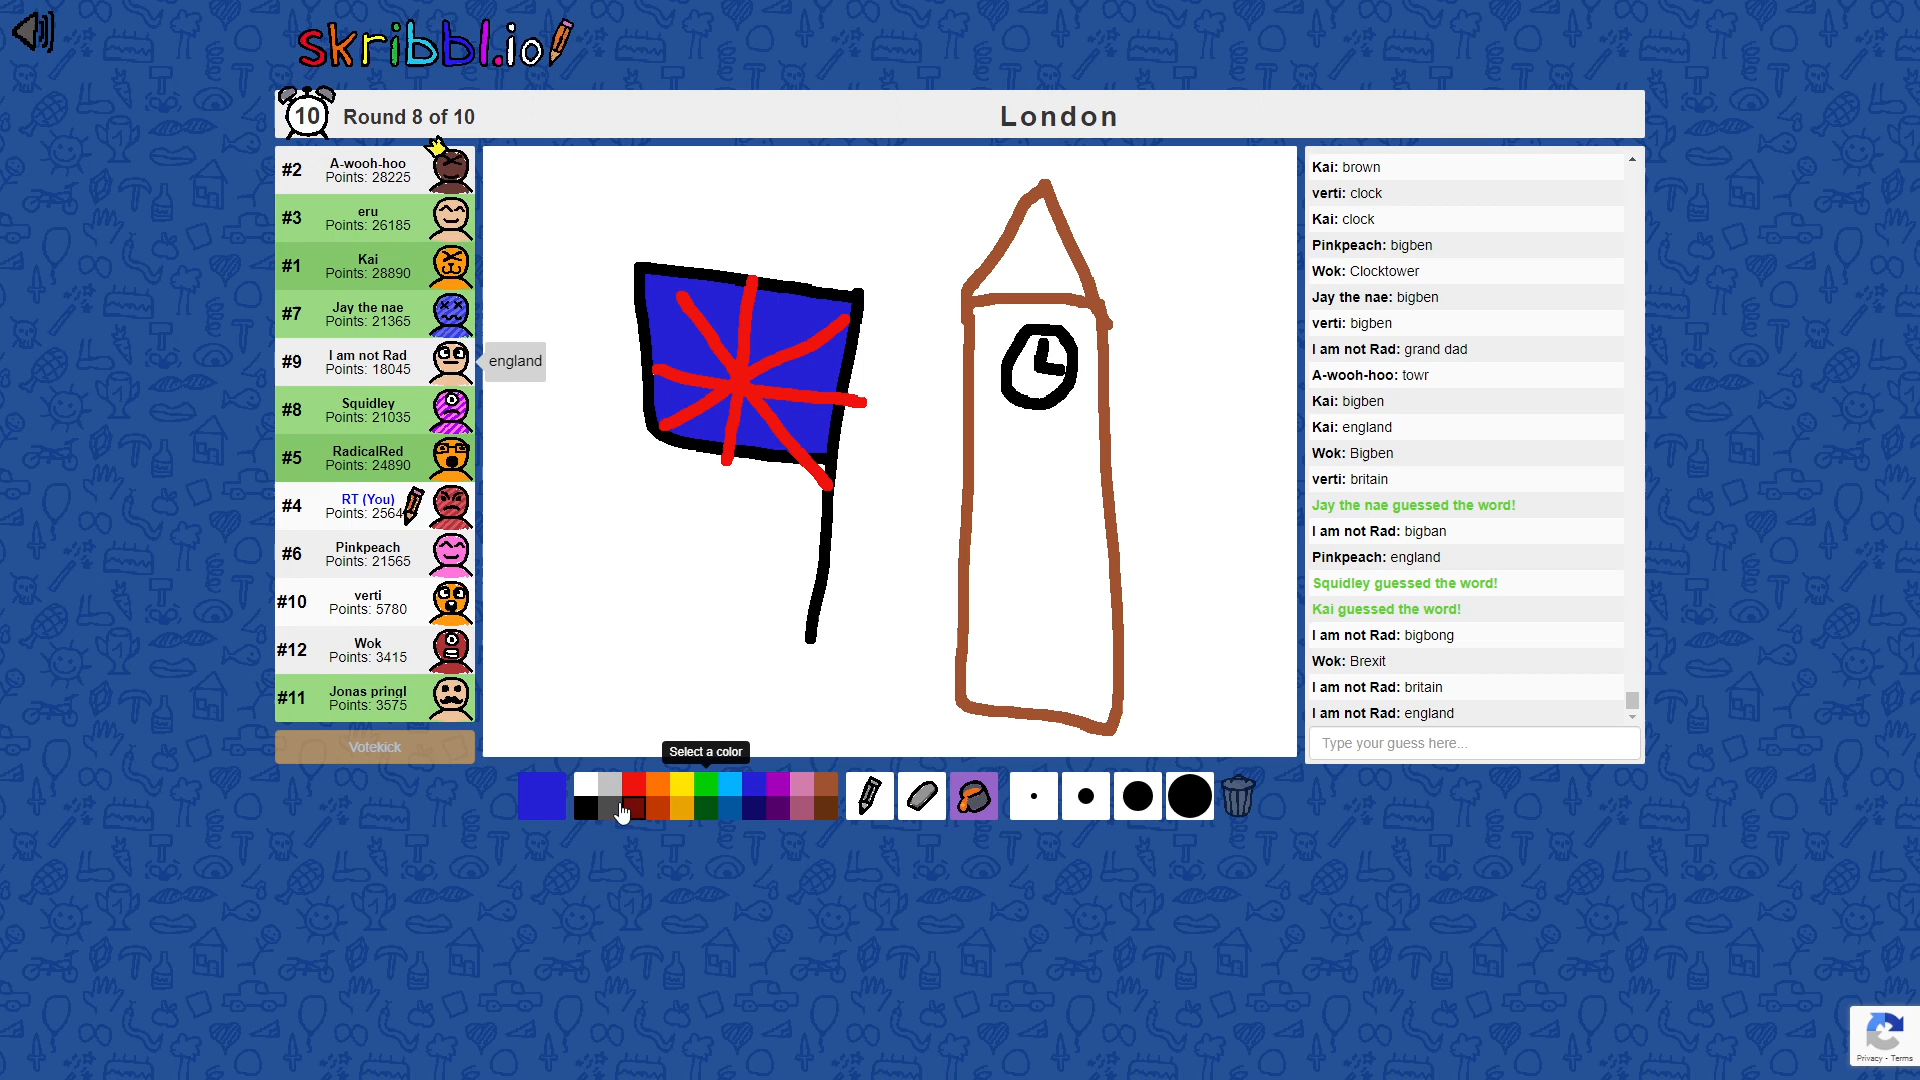 skribbl.io
10
Round 8 of 10
London
#2
A-wooh-hoo
Points: 28225
#3
eru
Points: 26185
#1
Kai
Points: 28890
#7
Jay the nae
Points: 21365
#9
I am not Rad
Points: 18045
england
#8
Squidley
Points: 21035
#5
RadicalRed
Points: 24890
#4
RT (You)
Points: 2564
#6
Pinkpeach
Points: 21565
#10
verti
Points: 5780
#12
Wok
Points: 3415
#11
Jonas pringl
Points: 3575
Votekick
Select a color
Kai: brown
verti: clock
Kai: clock
Pinkpeach: bigben
Wok: Clocktower
Jay the nae: bigben
verti: bigben
I am not Rad: grand dad
A-wooh-hoo: towr
Kai: bigben
Kai: england
Wok: Bigben
verti: britain
Jay the nae guessed the word!
I am not Rad: bigban
Pinkpeach: england
Squidley guessed the word!
Kai guessed the word!
I am not Rad: bigbong
Wok: Brexit
I am not Rad: britain
I am not Rad: england
Type your guess here...
Privacy - Terms